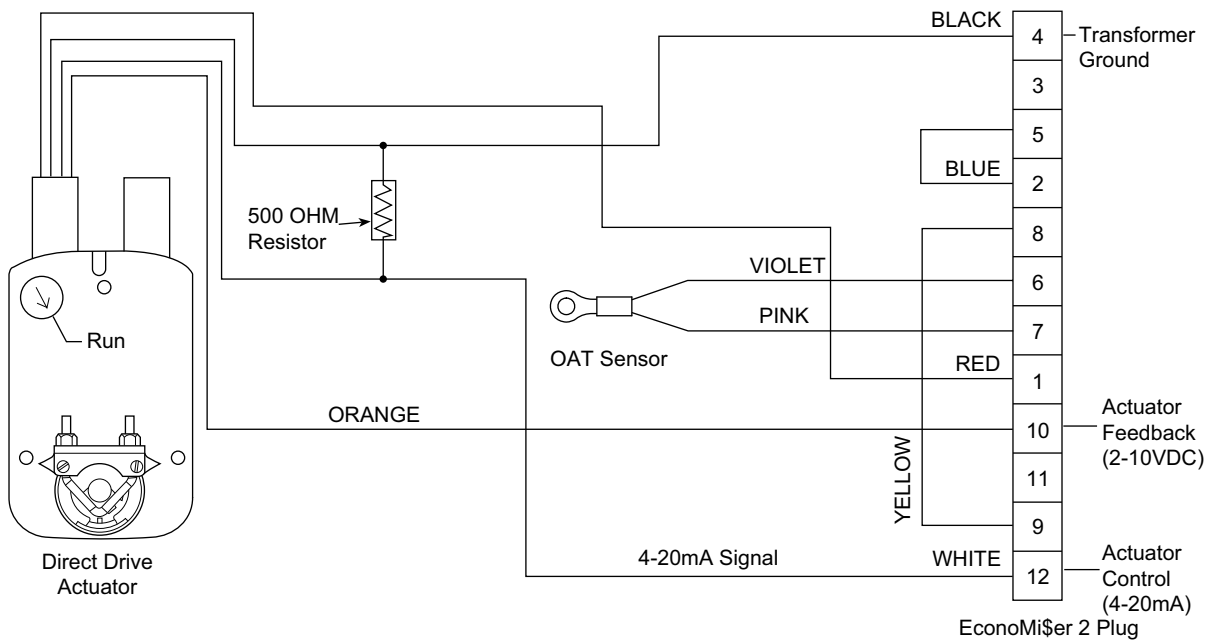 BLACK
4
Transformer
Ground
3
5
BLUE
2
500 OHM
Resistor
8
VIOLET
6
PINK
7
Run
OAT Sensor
RED
1
ORANGE
10
Actuator
Feedback
(2-10VDC)
YELLOW
11
9
Direct Drive
Actuator
4-20mA Signal
WHITE
12
Actuator
Control
(4-20mA)
EconoMi$er 2 Plug